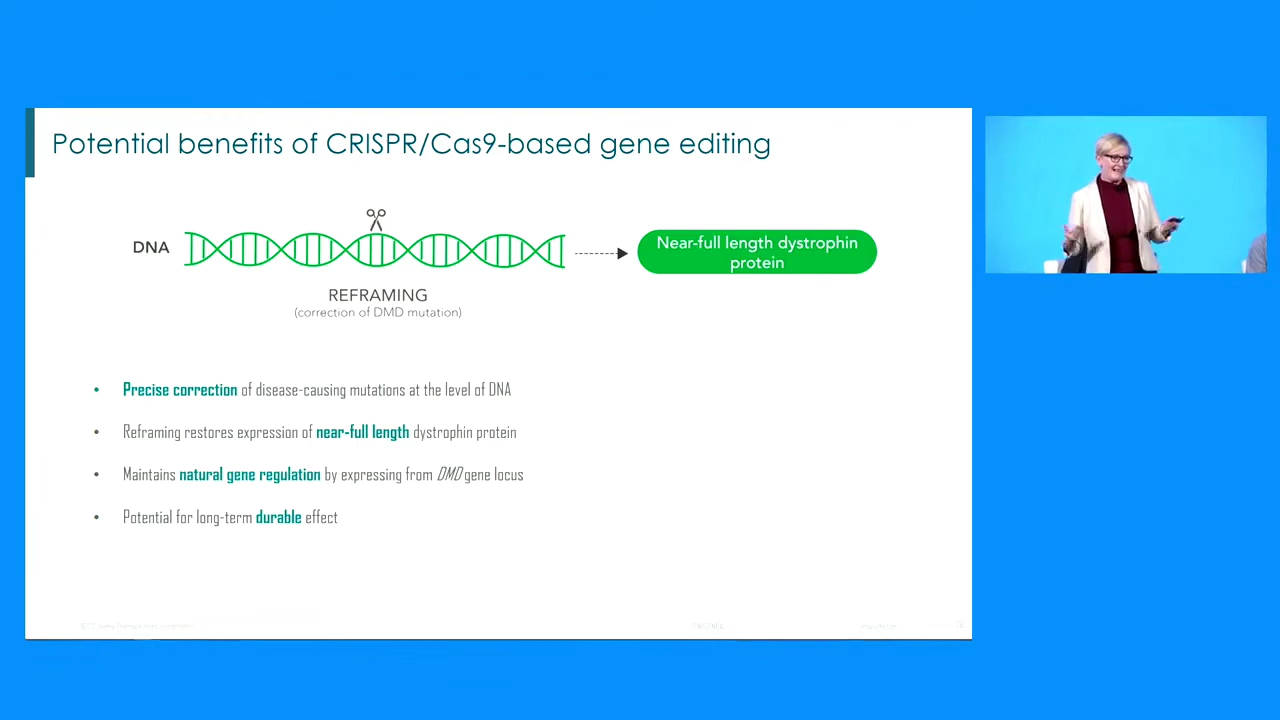 Potential benefits of CRISPR/Cas9-based gene editing
DNA
Near-full length dystrophin
protein
REFRAMING
(correction of DMD mutation)
• Precise correction of disease-causing mutations at the level of DNA
• Reframing restores expression of near-full length dystrophin protein
• Maintains natural gene regulation by expressing from DMD gene locus
• Potential for long-term durable effect